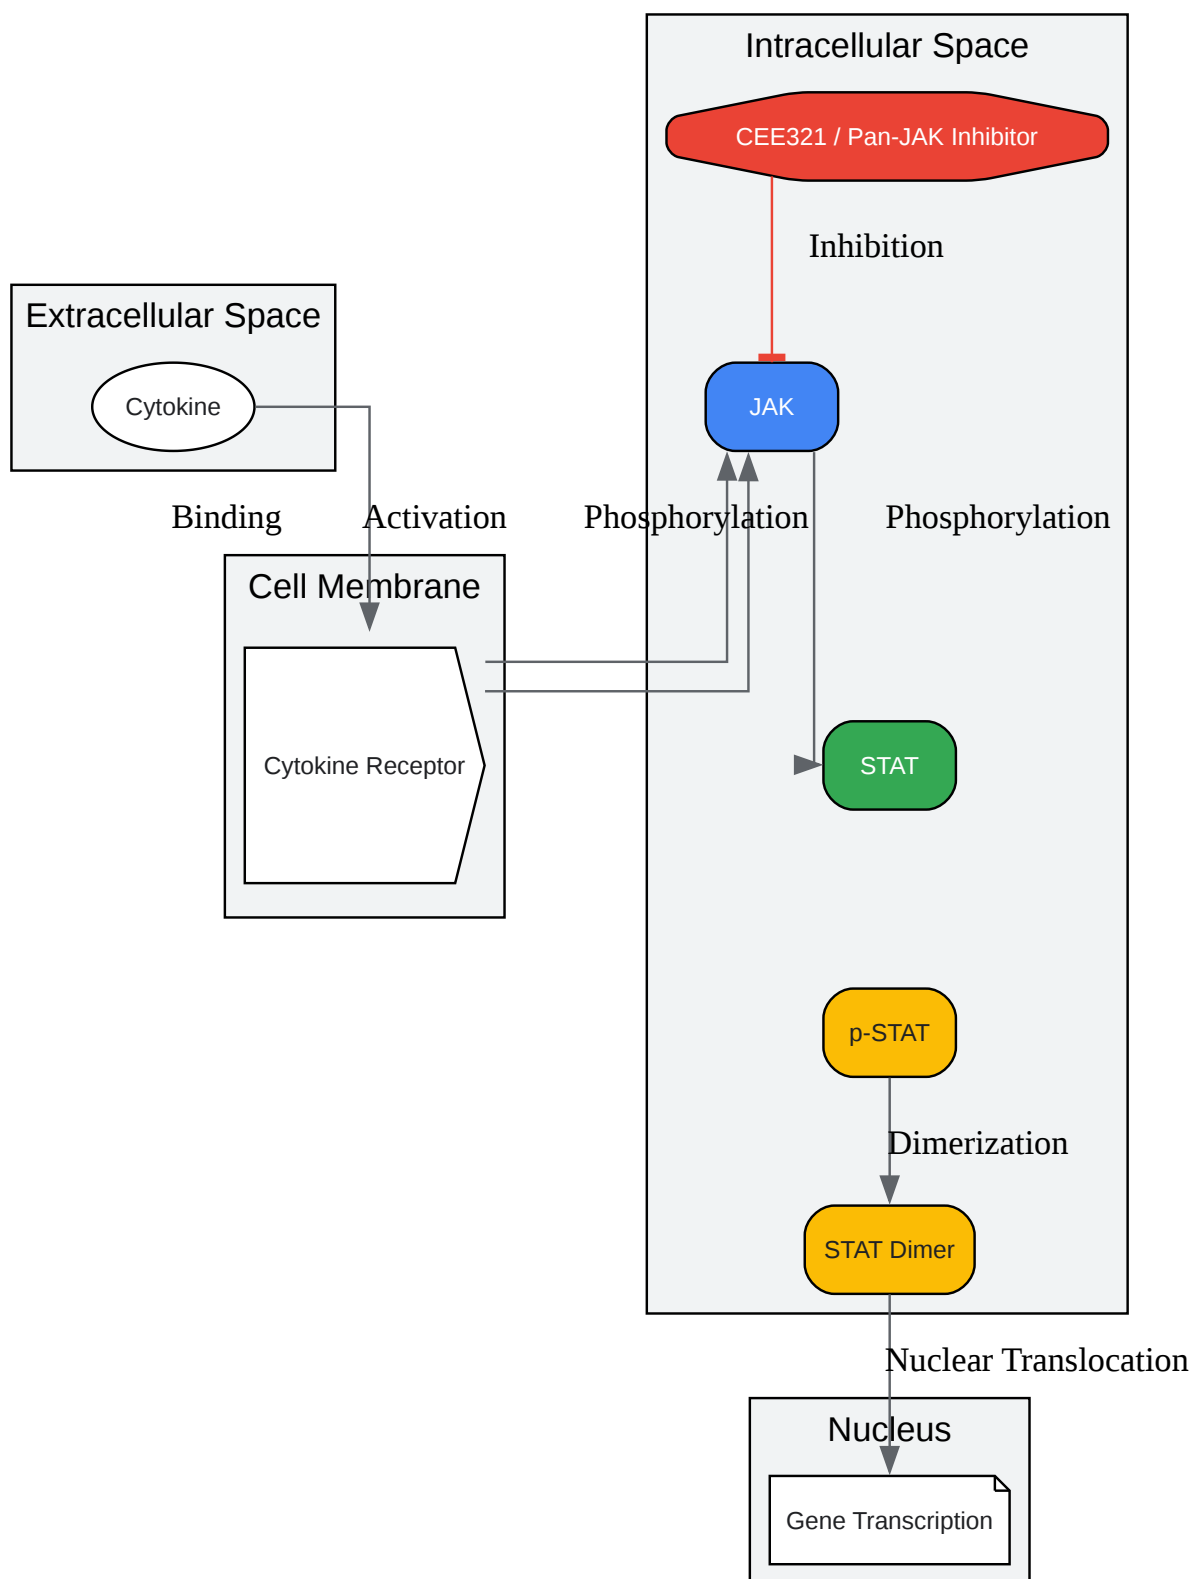 Intracellular Space
CEE321 / Pan-JAK Inhibitor
Inhibition
Extracellular Space
Cytokine
JAK
Binding
Activation
Phosphorylation
Phosphorylation
Cell Membrane
Cytokine Receptor
STAT
p-STAT
Dimerization
STAT Dimer
Nuclear Translocation
Nucleus
Gene Transcription